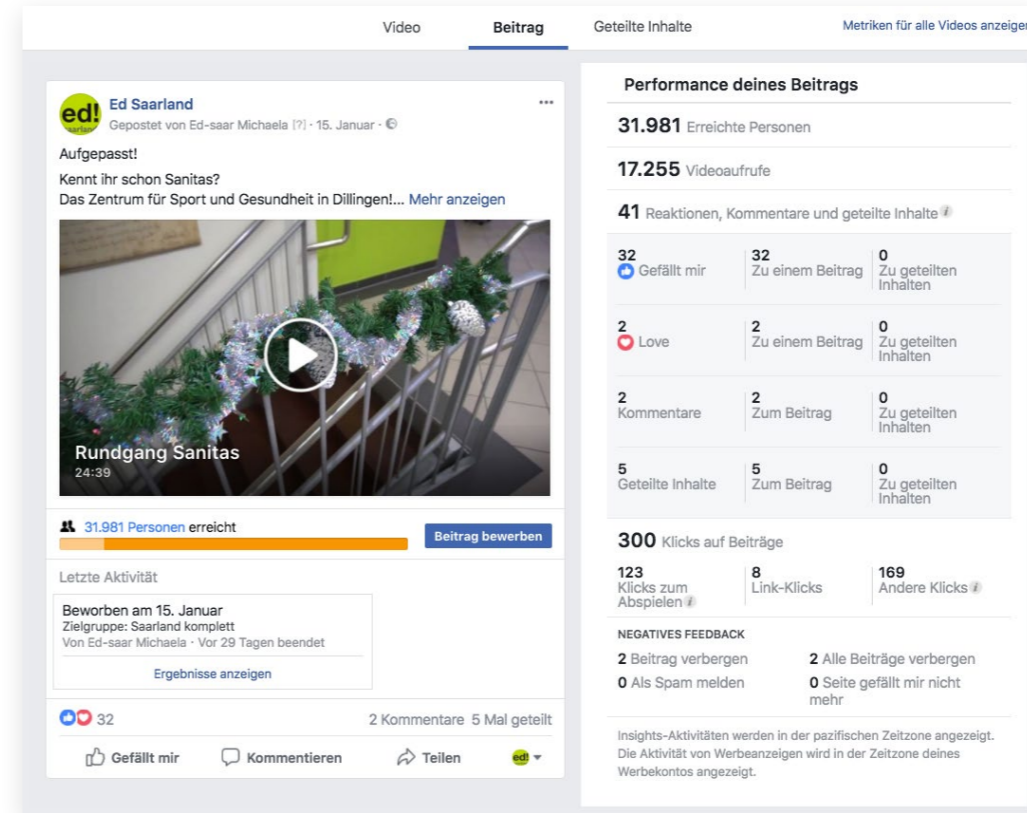 Video Beitrag Geteilte Inhalte Metriken für alle Videos anzeigen
ed!
saarland
Ed Saarland
Gepostet von Ed-saar Michaela [?] · 15. Januar ·
Aufgepasst!
Kennt ihr schon Sanitas?
Das Zentrum für Sport und Gesundheit in Dillingen!... Mehr anzeigen
Rundgang Sanitas
24:39
31.981 Personen erreicht
Beitrag bewerben
Letzte Aktivität
Beworben am 15. Januar
Zielgruppe: Saarland komplett
Von Ed-saar Michaela · Vor 29 Tagen beendet
Ergebnisse anzeigen
32 2 Kommentare 5 Mal geteilt
Gefällt mir Kommentieren Teilen ed!
Performance deines Beitrags
31.981 Erreichte Personen
17.255 Videoaufrufe
41 Reaktionen, Kommentare und geteilte Inhalte i
32 32 0
Gefällt mir Zu einem Beitrag Zu geteilten
Inhalten
2 2 0
Love Zu einem Beitrag Zu geteilten
Inhalten
2 2 0
Kommentare Zum Beitrag Zu geteilten
Inhalten
5 5 0
Geteilte Inhalte Zum Beitrag Zu geteilten
Inhalten
300 Klicks auf Beiträge
123 8 169
Klicks zum Link-Klicks Andere Klicks i
Abspielen i
NEGATIVES FEEDBACK
2 Beitrag verbergen 2 Alle Beiträge verbergen
0 Als Spam melden 0 Seite gefällt mir nicht
mehr
Insights-Aktivitäten werden in der pazifischen Zeitzone angezeigt.
Die Aktivität von Werbeanzeigen wird in der Zeitzone deines
Werbekontos angezeigt.